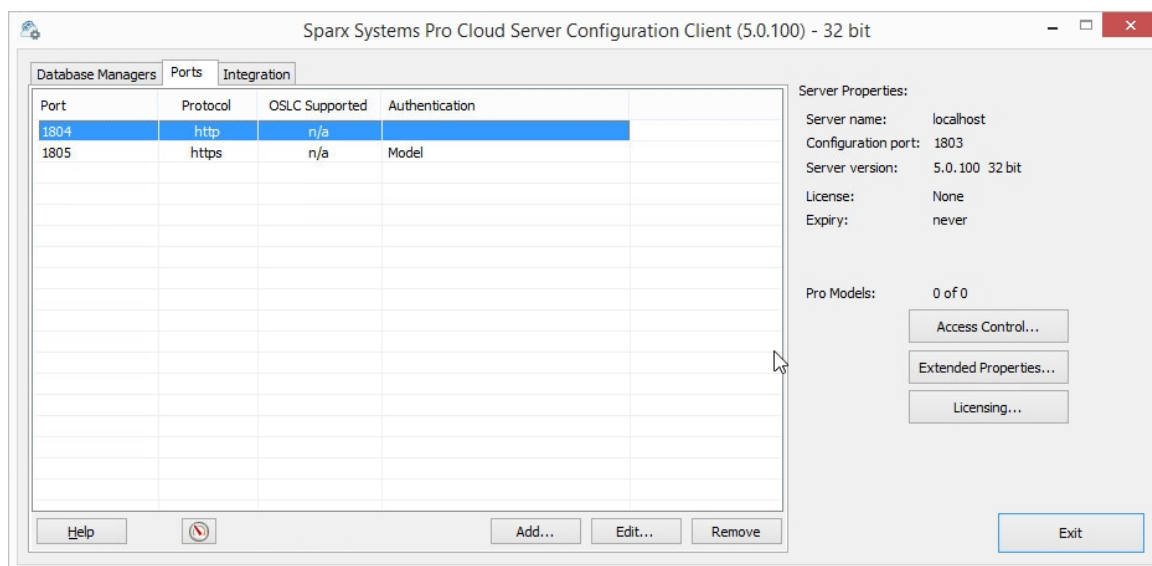 Sparx Systems Pro Cloud Server Configuration Client (5.0.100) - 32 bit
Database Managers Ports Integration
Port Protocol OSLC Supported Authentication
1804 http n/a
1805 https n/a Model
Server Properties:
Server name: localhost
Configuration port: 1803
Server version: 5.0.100 32 bit
License: None
Expiry: never
Pro Models: 0 of 0
Access Control...
Extended Properties...
Licensing...
Help Add... Edit... Remove Exit